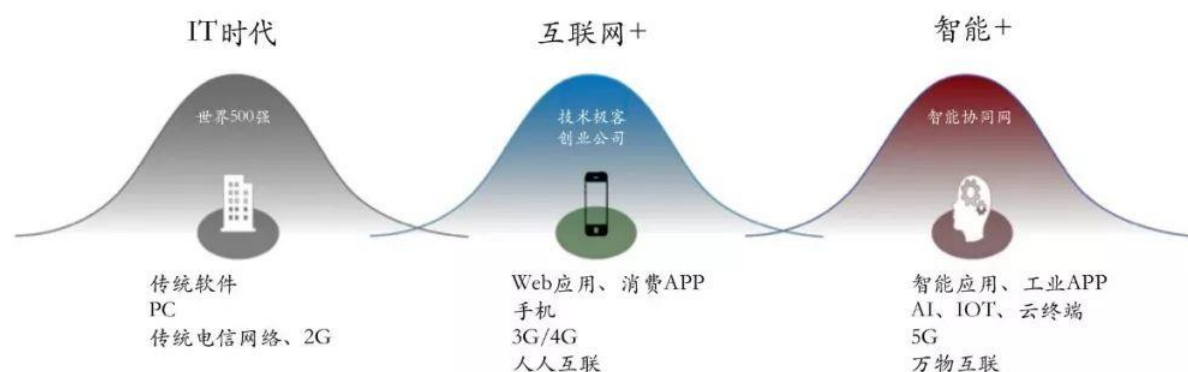 IT时代
世界500强
传统软件
PC
传统电信网络、2G
互联网+
技术极客
创业公司
Web应用、消费APP
手机
3G/4G
人人互联
智能+
智能协同网
智能应用、工业APP
AI、IOT、云终端
5G
万物互联